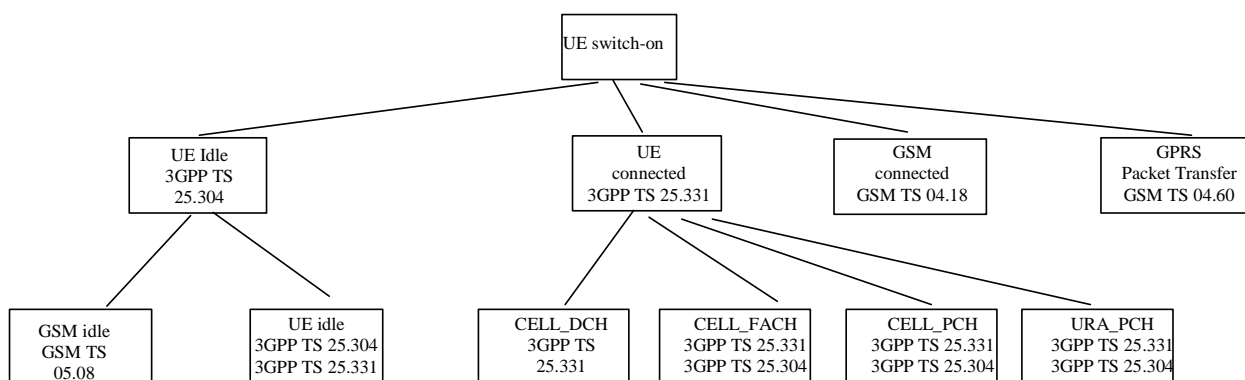 UE switch-on
UE Idle
3GPP TS
25.304
UE
connected
3GPP TS 25.331
GSM
connected
GSM TS 04.18
GPRS
Packet Transfer
GSM TS 04.60
GSM idle
GSM TS
05.08
UE idle
3GPP TS 25.304
3GPP TS 25.331
CELL_DCH
3GPP TS
25.331
CELL_FACH
3GPP TS 25.331
3GPP TS 25.304
CELL_PCH
3GPP TS 25.331
3GPP TS 25.304
URA_PCH
3GPP TS 25.331
3GPP TS 25.304